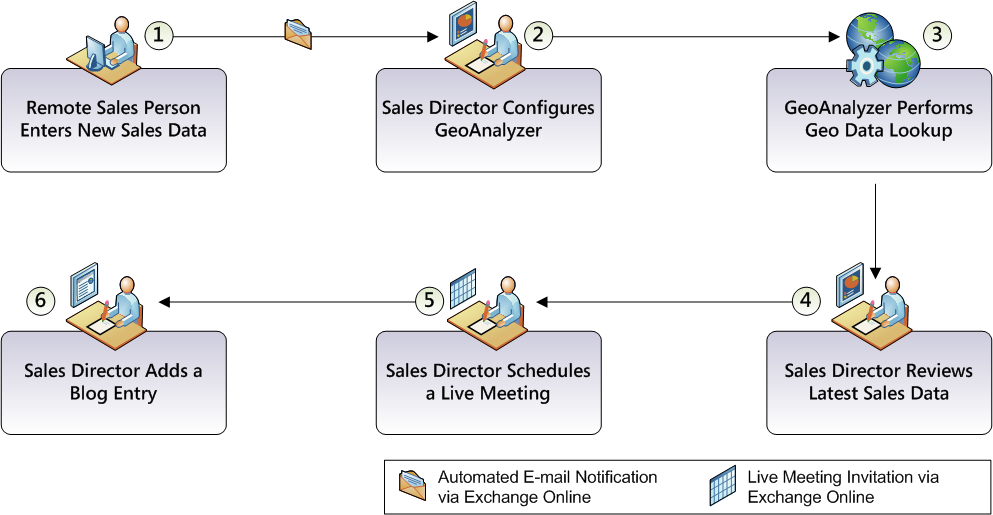 1
2
3
Remote Sales Person
Enters New Sales Data
Sales Director Configures
GeoAnalyzer
GeoAnalyzer Performs
Geo Data Lookup
6
5
4
Sales Director Adds a
Blog Entry
Sales Director Schedules
a Live Meeting
Sales Director Reviews
Latest Sales Data
Automated E-mail Notification
via Exchange Online
Live Meeting Invitation via
Exchange Online